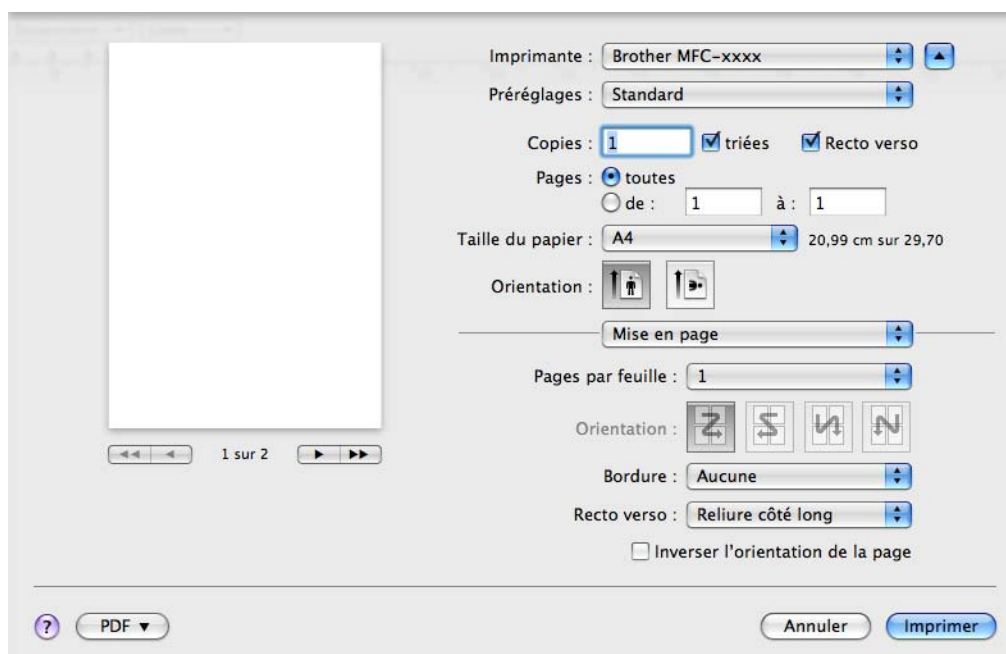 Imprimante : Brother MFC-xxxx
Préréglages : Standard
Copies : 1 triées Recto verso
Pages : toutes
de : 1 à : 1
Taille du papier : A4 20,99 cm sur 29,70
Orientation :
Mise en page
Pages par feuille : 1
Orientation :
Bordure : Aucune
Recto verso : Reliure côté long
Inverser l'orientation de la page
1 sur 2
? PDF Annuler Imprimer